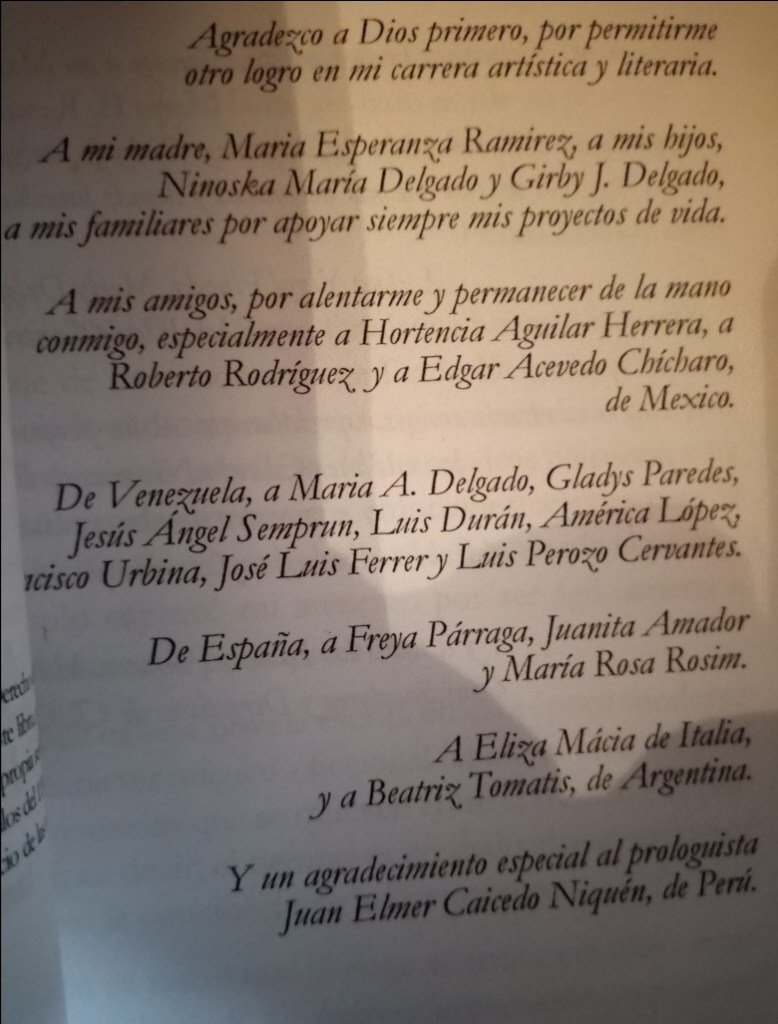 Agradezco a Dios primero, por permitirme
otro logro en mi carrera artística y literaria.
A mi madre, Maria Esperanza Ramirez, a mis hijos,
Ninoska María Delgado y Girby J. Delgado,
a mis familiares por apoyar siempre mis proyectos de vida.
A mis amigos, por alentarme y permanecer de la mano
conmigo, especialmente a Hortencia Aguilar Herrera, a
Roberto Rodríguez y a Edgar Acevedo Chícharo,
de Mexico.
De Venezuela, a Maria A. Delgado, Gladys Paredes,
Jesús Ángel Semprun, Luis Durán, América López,
Urbina, José Luis Ferrer y Luis Perozo Cervantes.
De España, a Freya Párraga, Juanita Amador
y María Rosa Rosim.
A Eliza Mácia de Italia,
y a Beatriz Tomatis, de Argentina.
Y un agradecimiento especial al prologuista
Juan Elmer Caicedo Niquén, de Perú.